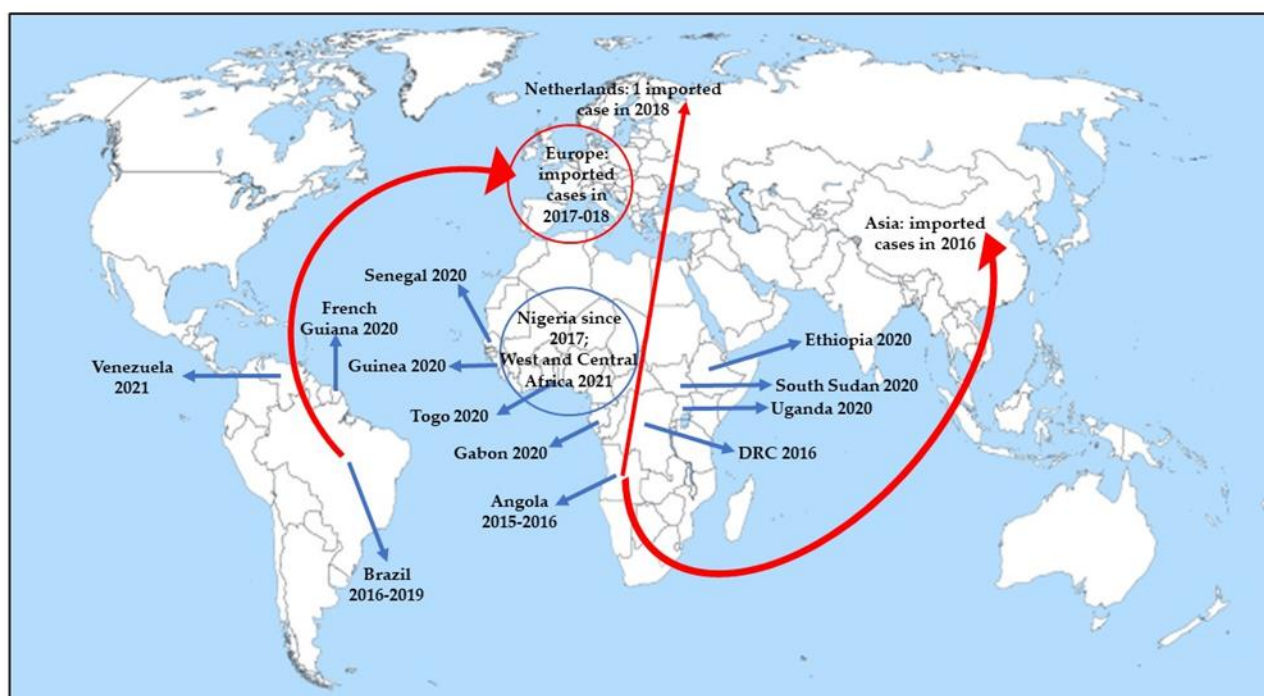 Netherlands: 1 imported
case in 2018
Europe:
imported
cases in
2017-018
Asia: imported
cases in 2016
Senegal 2020
French
Guiana 2020
Nigeria since
2017;
West and Central
Africa 2021
Ethiopia 2020
Venezuela
2021
Guinea 2020
South Sudan 2020
Togo 2020
Uganda 2020
Gabon 2020
DRC 2016
Angola
2015-2016
Brazil
2016-2019